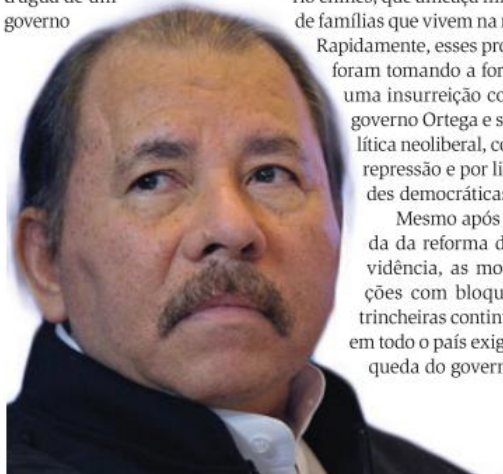 d'água de um
governo
de famílias que vivem na
Rapidamente, esses pro
foram tomando a for
uma insurreição co
governo Ortega e s
lítica neoliberal, ce
repressão e por li
des democráticas
Mesmo após
da da reforma d
vidência, as mo
ções com bloqu
trincheiras contin
em todo o país exig
queda do govern